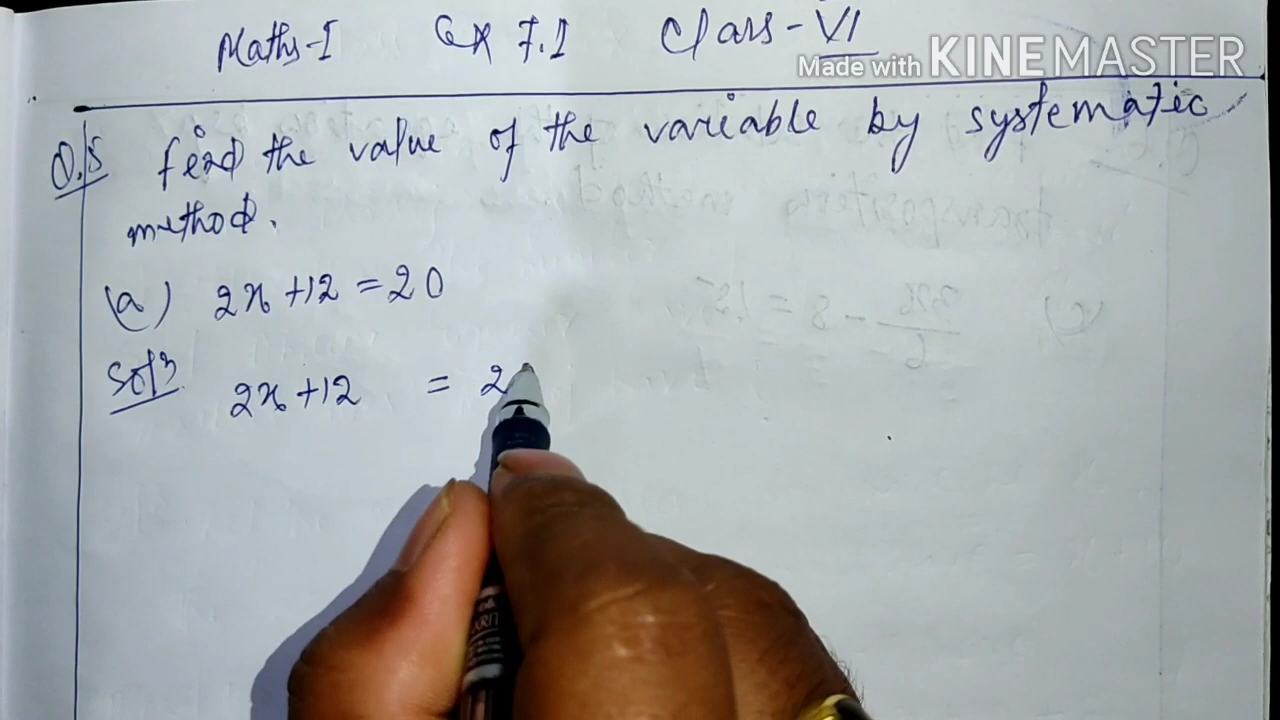 Maths-I Ex 7.1 Class-VI
Made with KINEMASTER
Q.5 find the value of the variable by systematic
method.
(a) 2x +12 = 20
Solⁿ 2x +12 = 2